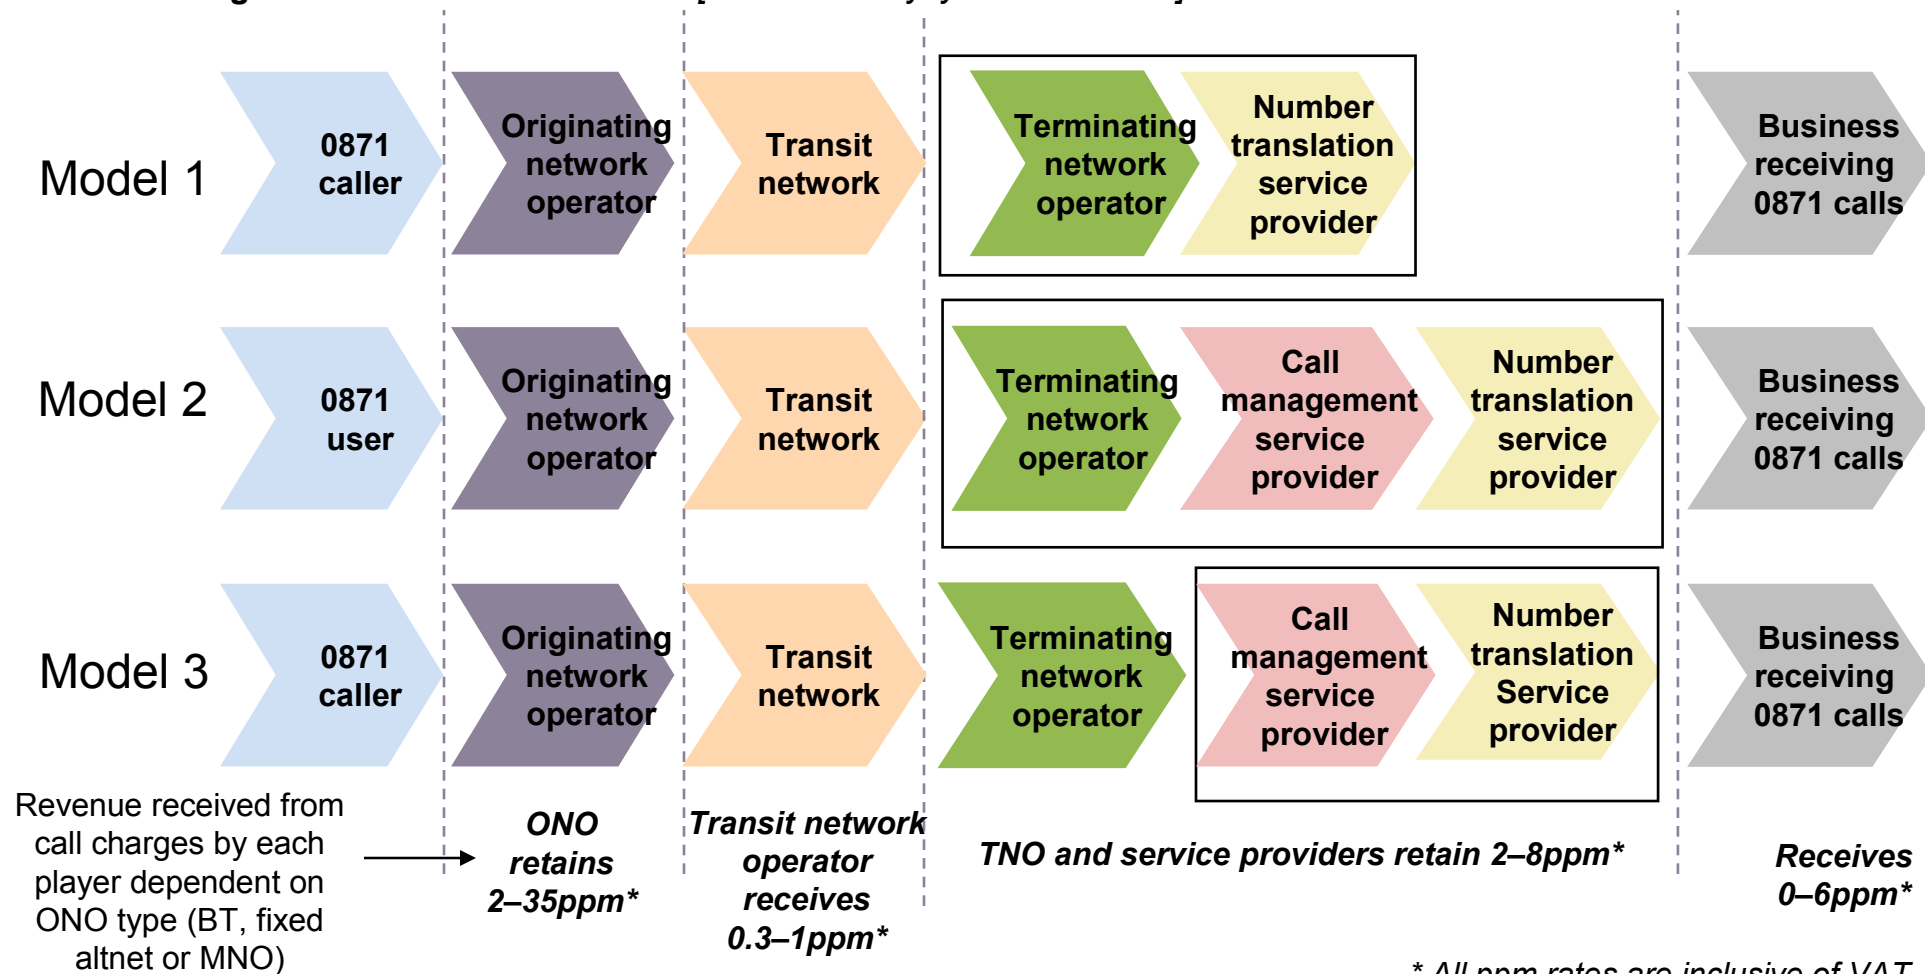 Model 1
0871
caller
Originating
network
operator
Transit
network
Terminating
network
operator
Number
translation
service
provider
Business
receiving
0871 calls
Model 2
0871
user
Originating
network
operator
Transit
network
Terminating
network
operator
Call
management
service
provider
Number
translation
service
provider
Business
receiving
0871 calls
Model 3
0871
caller
Originating
network
operator
Transit
network
Terminating
network
operator
Call
management
service
provider
Number
translation
Service
provider
Business
receiving
0871 calls
Revenue received from
call charges by each
player dependent on
ONO type (BT, fixed
altnet or MNO)
ONO
retains
2–35ppm*
Transit network
operator
receives
0.3–1ppm*
TNO and service providers retain 2–8ppm*
Receives
0–6ppm*
* All ppm rates are inclusive of VAT